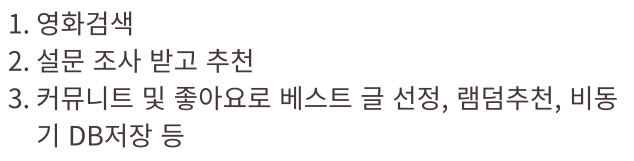 1. 영화검색
2. 설문 조사 받고 추천
3. 커뮤니트 및 좋아요로 베스트 글 선정, 램덤추천, 비동
기 DB저장 등